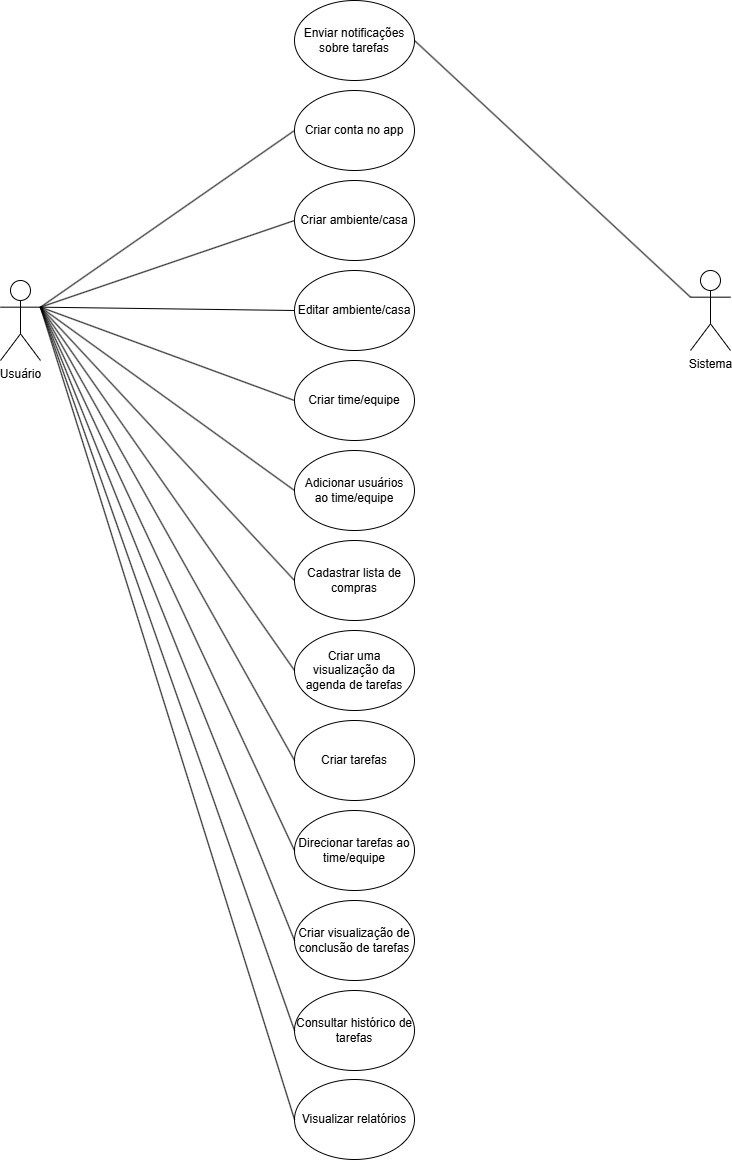 Enviar notificações
sobre tarefas
Criar conta no app
Criar ambiente/casa
Editar ambiente/casa
Usuário
Sistema
Criar time/equipe
Adicionar usuários
ao time/equipe
Cadastrar lista de
compras
Criar uma
visualização da
agenda de tarefas
Criar tarefas
Direcionar tarefas ao
time/equipe
Criar visualização de
conclusão de tarefas
Consultar histórico de
tarefas
Visualizar relatórios